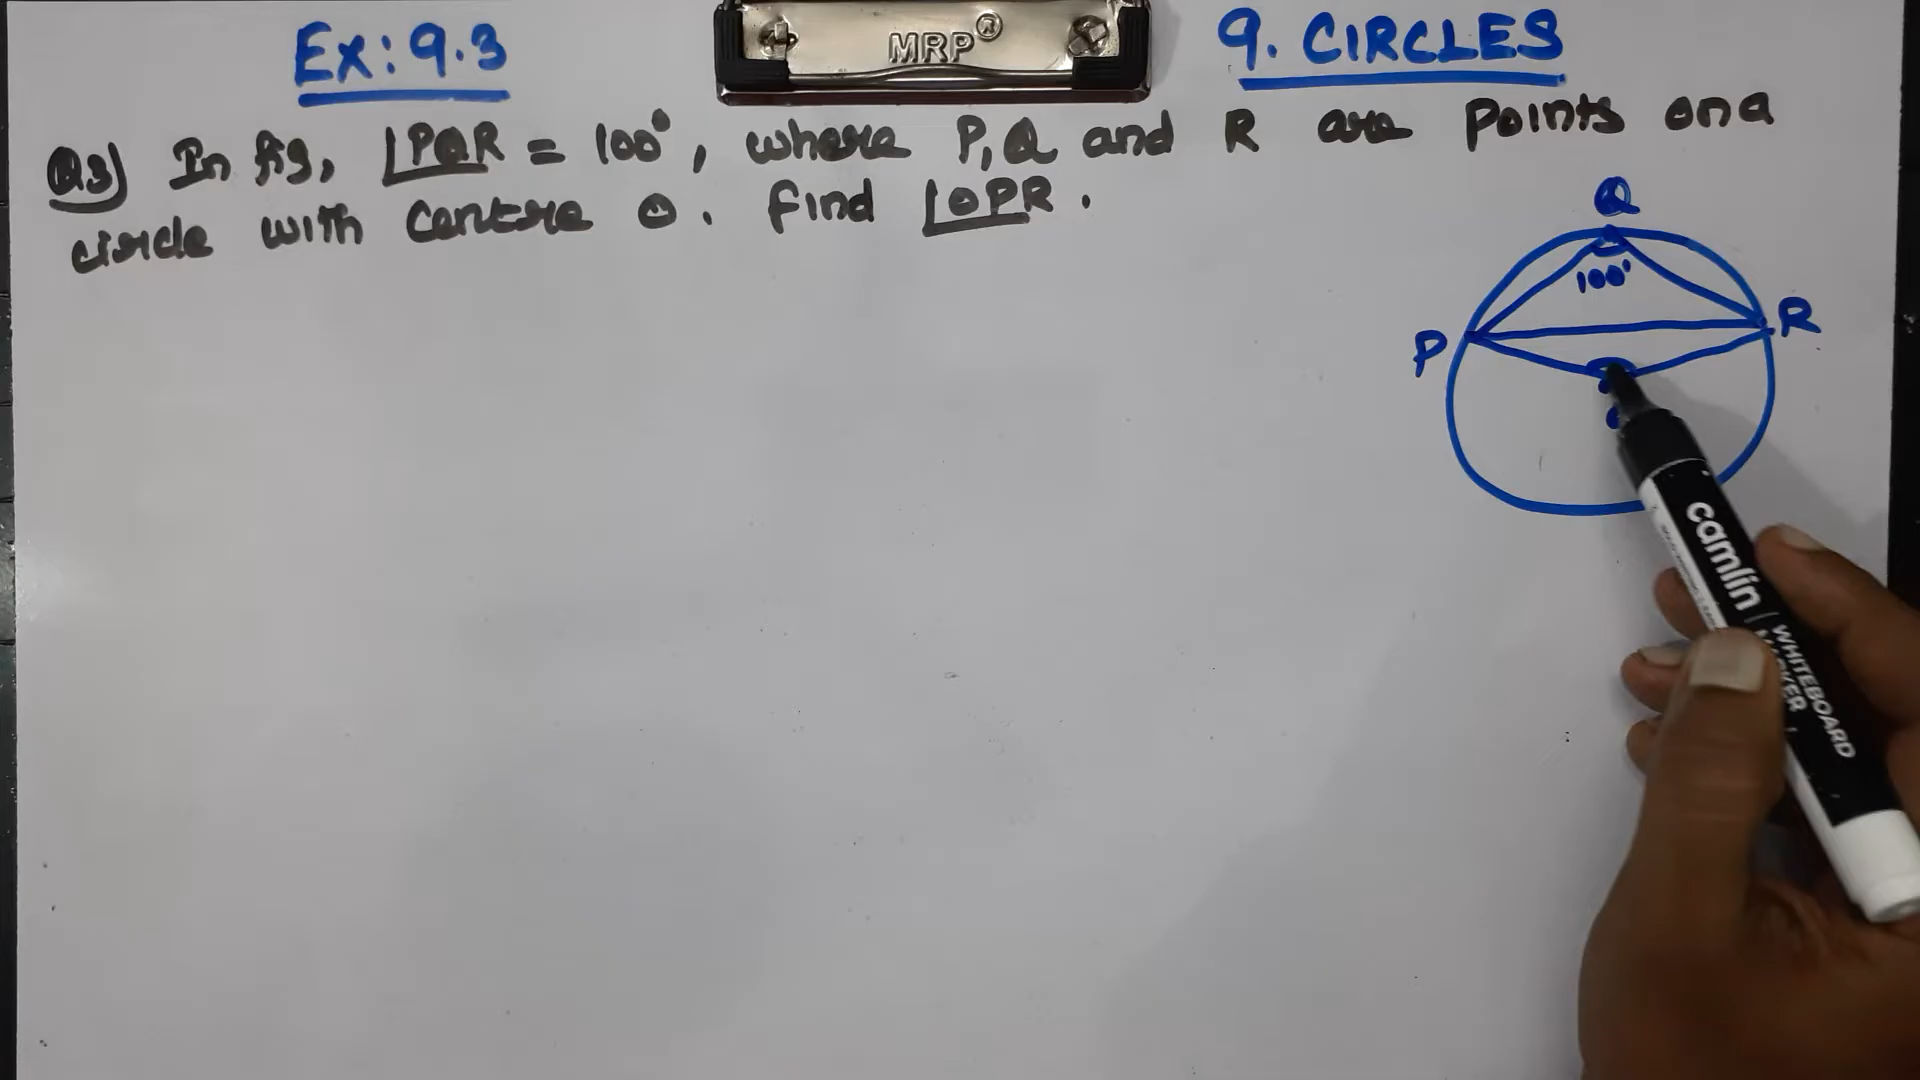 Ex: 9.3
MRP®
9. CIRCLES
Q3) In fig, ∠PQR = 100°, where P, Q and R are points on a
circle with centre O. Find ∠OPR.
Q
100°
P
R
camlin
WHITEBOARD